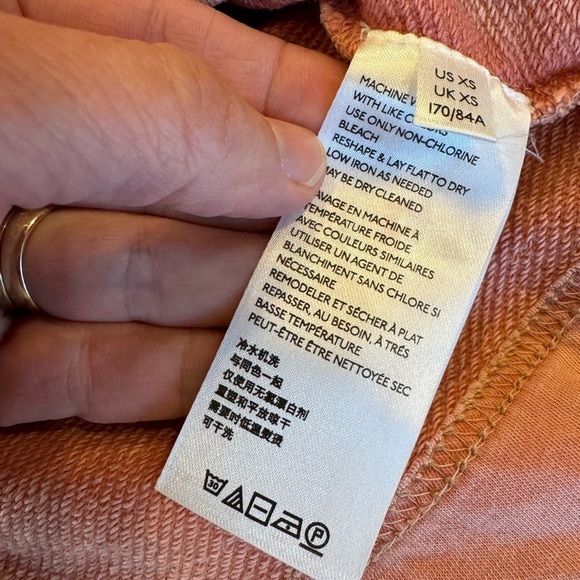 US XS
UK XS
170/84A
MACHINE
WITH LIKE COLORS
USE ONLY NON-CHLORINE
BLEACH
RESHAPE & LAY FLAT TO DRY
LOW IRON AS NEEDED
MAY BE DRY CLEANED
LAVAGE EN MACHINE À
TEMPÉRATURE FROIDE
AVEC COULEURS SIMILAIRES
UTILISER UN AGENT DE
BLANCHIMENT SANS CHLORE SI
NÉCESSAIRE
REMODELER ET SÉCHER À PLAT
REPASSER, AU BESOIN, À TRÉS
BASSE TEMPÉRATURE
PEUT-ÊTRE ÊTRE NETTOYÉE SEC
冷水机洗
与同色一起
仅使用无氯漂白剂
重塑和平放晾干
需要时低温熨烫
可干洗
30
P